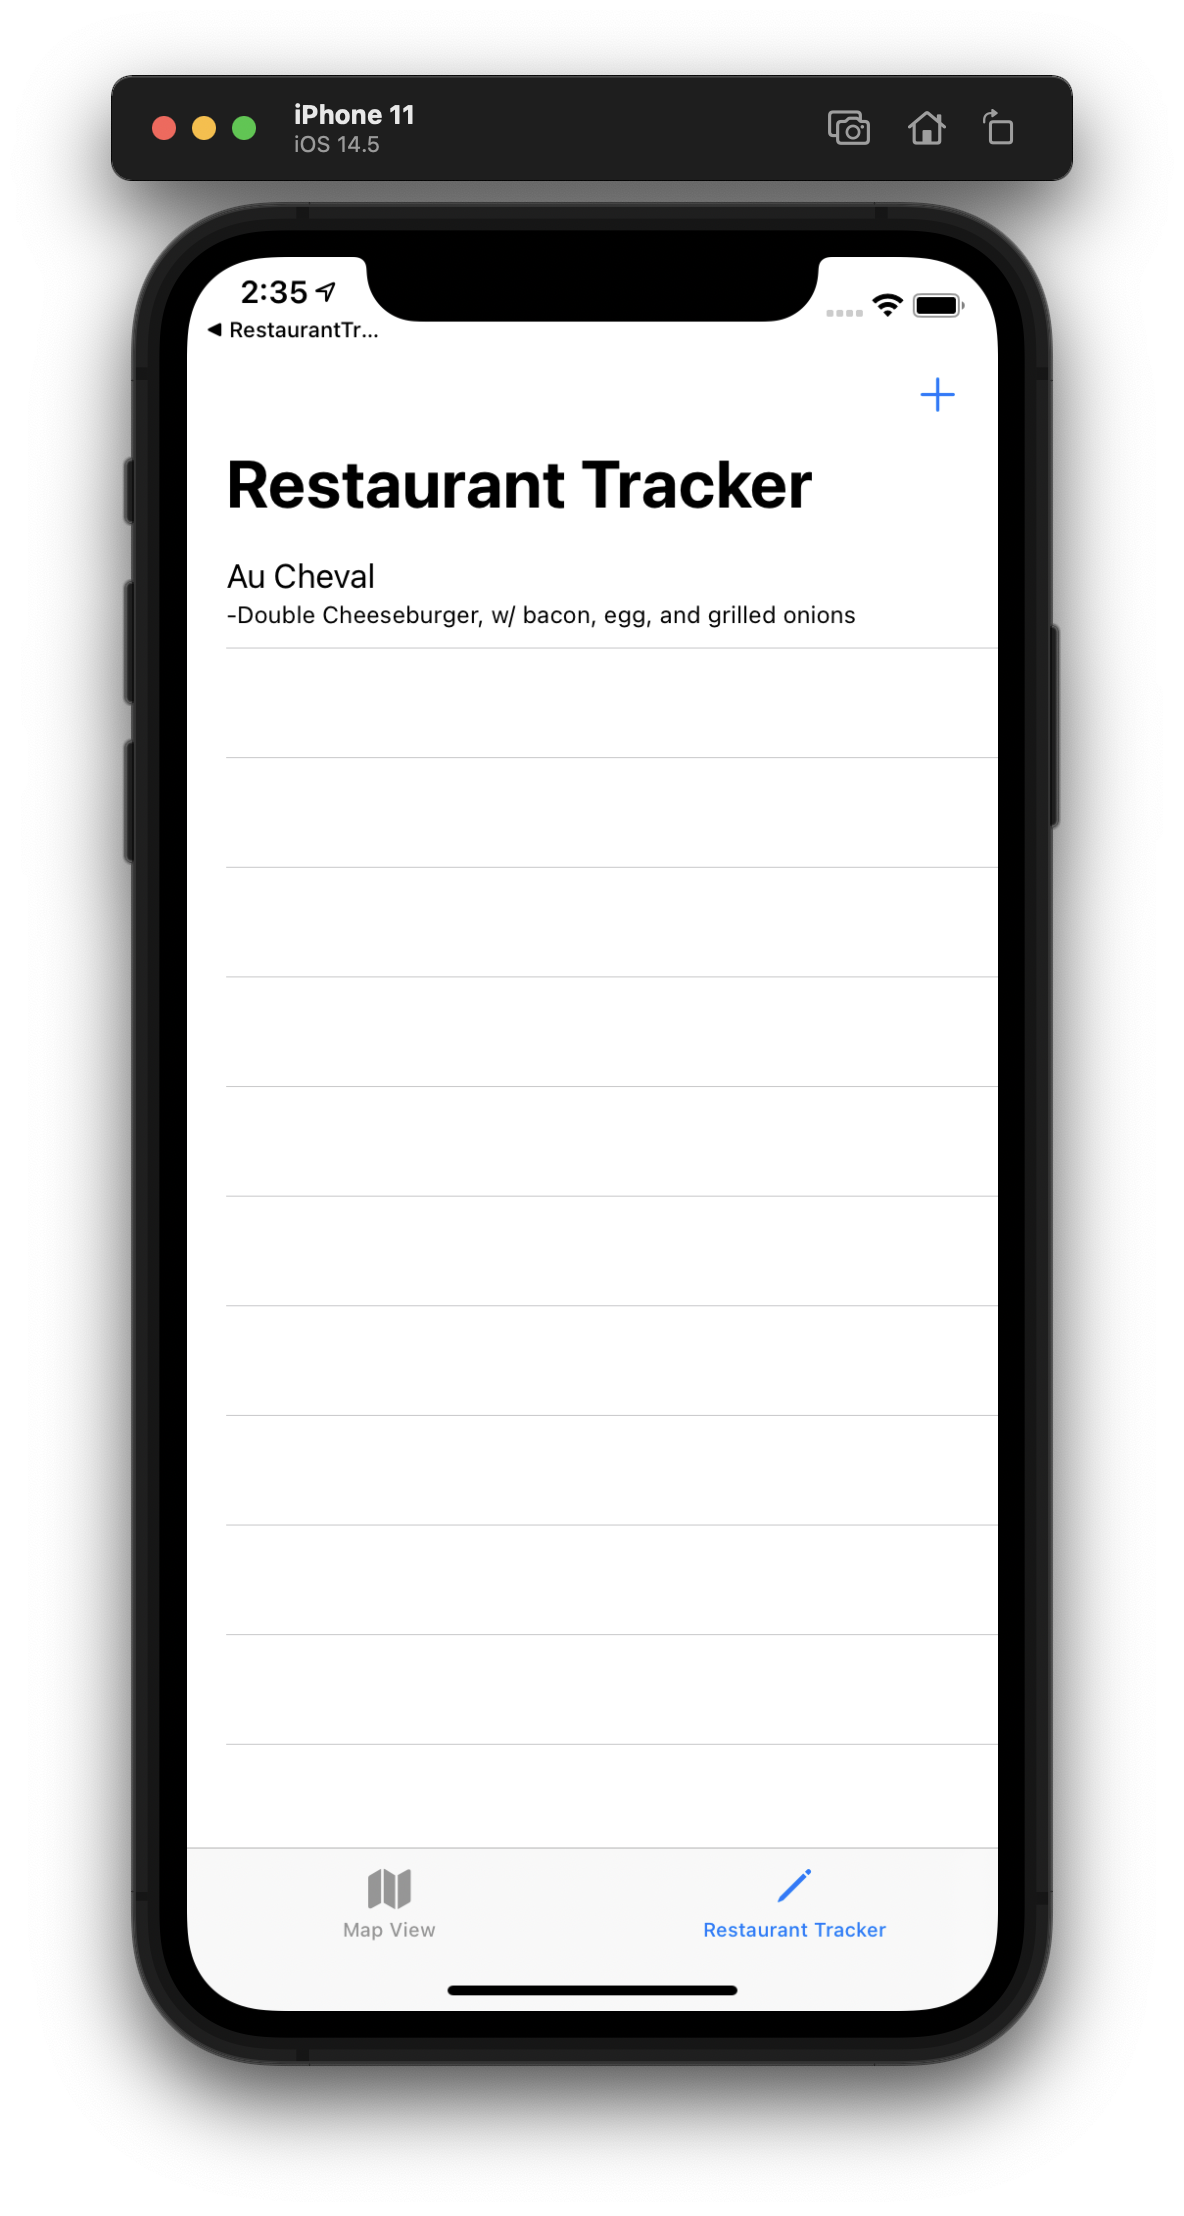 iPhone 11
iOS 14.5
2:35
◀ RestaurantTr...
Restaurant Tracker
Au Cheval
-Double Cheeseburger, w/ bacon, egg, and grilled onions
Map View
Restaurant Tracker